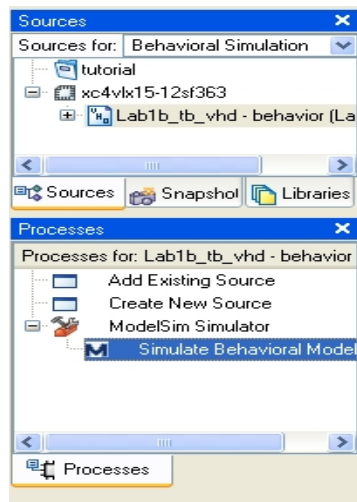 Sources
Sources for: Behavioral Simulation
tutorial
xc4vlx15-12sf363
Lab1b_tb_vhd - behavior (La
Sources Snapshol Libraries
Processes
Processes for: Lab1b_tb_vhd - behavior
Add Existing Source
Create New Source
ModelSim Simulator
Simulate Behavioral Model
Processes